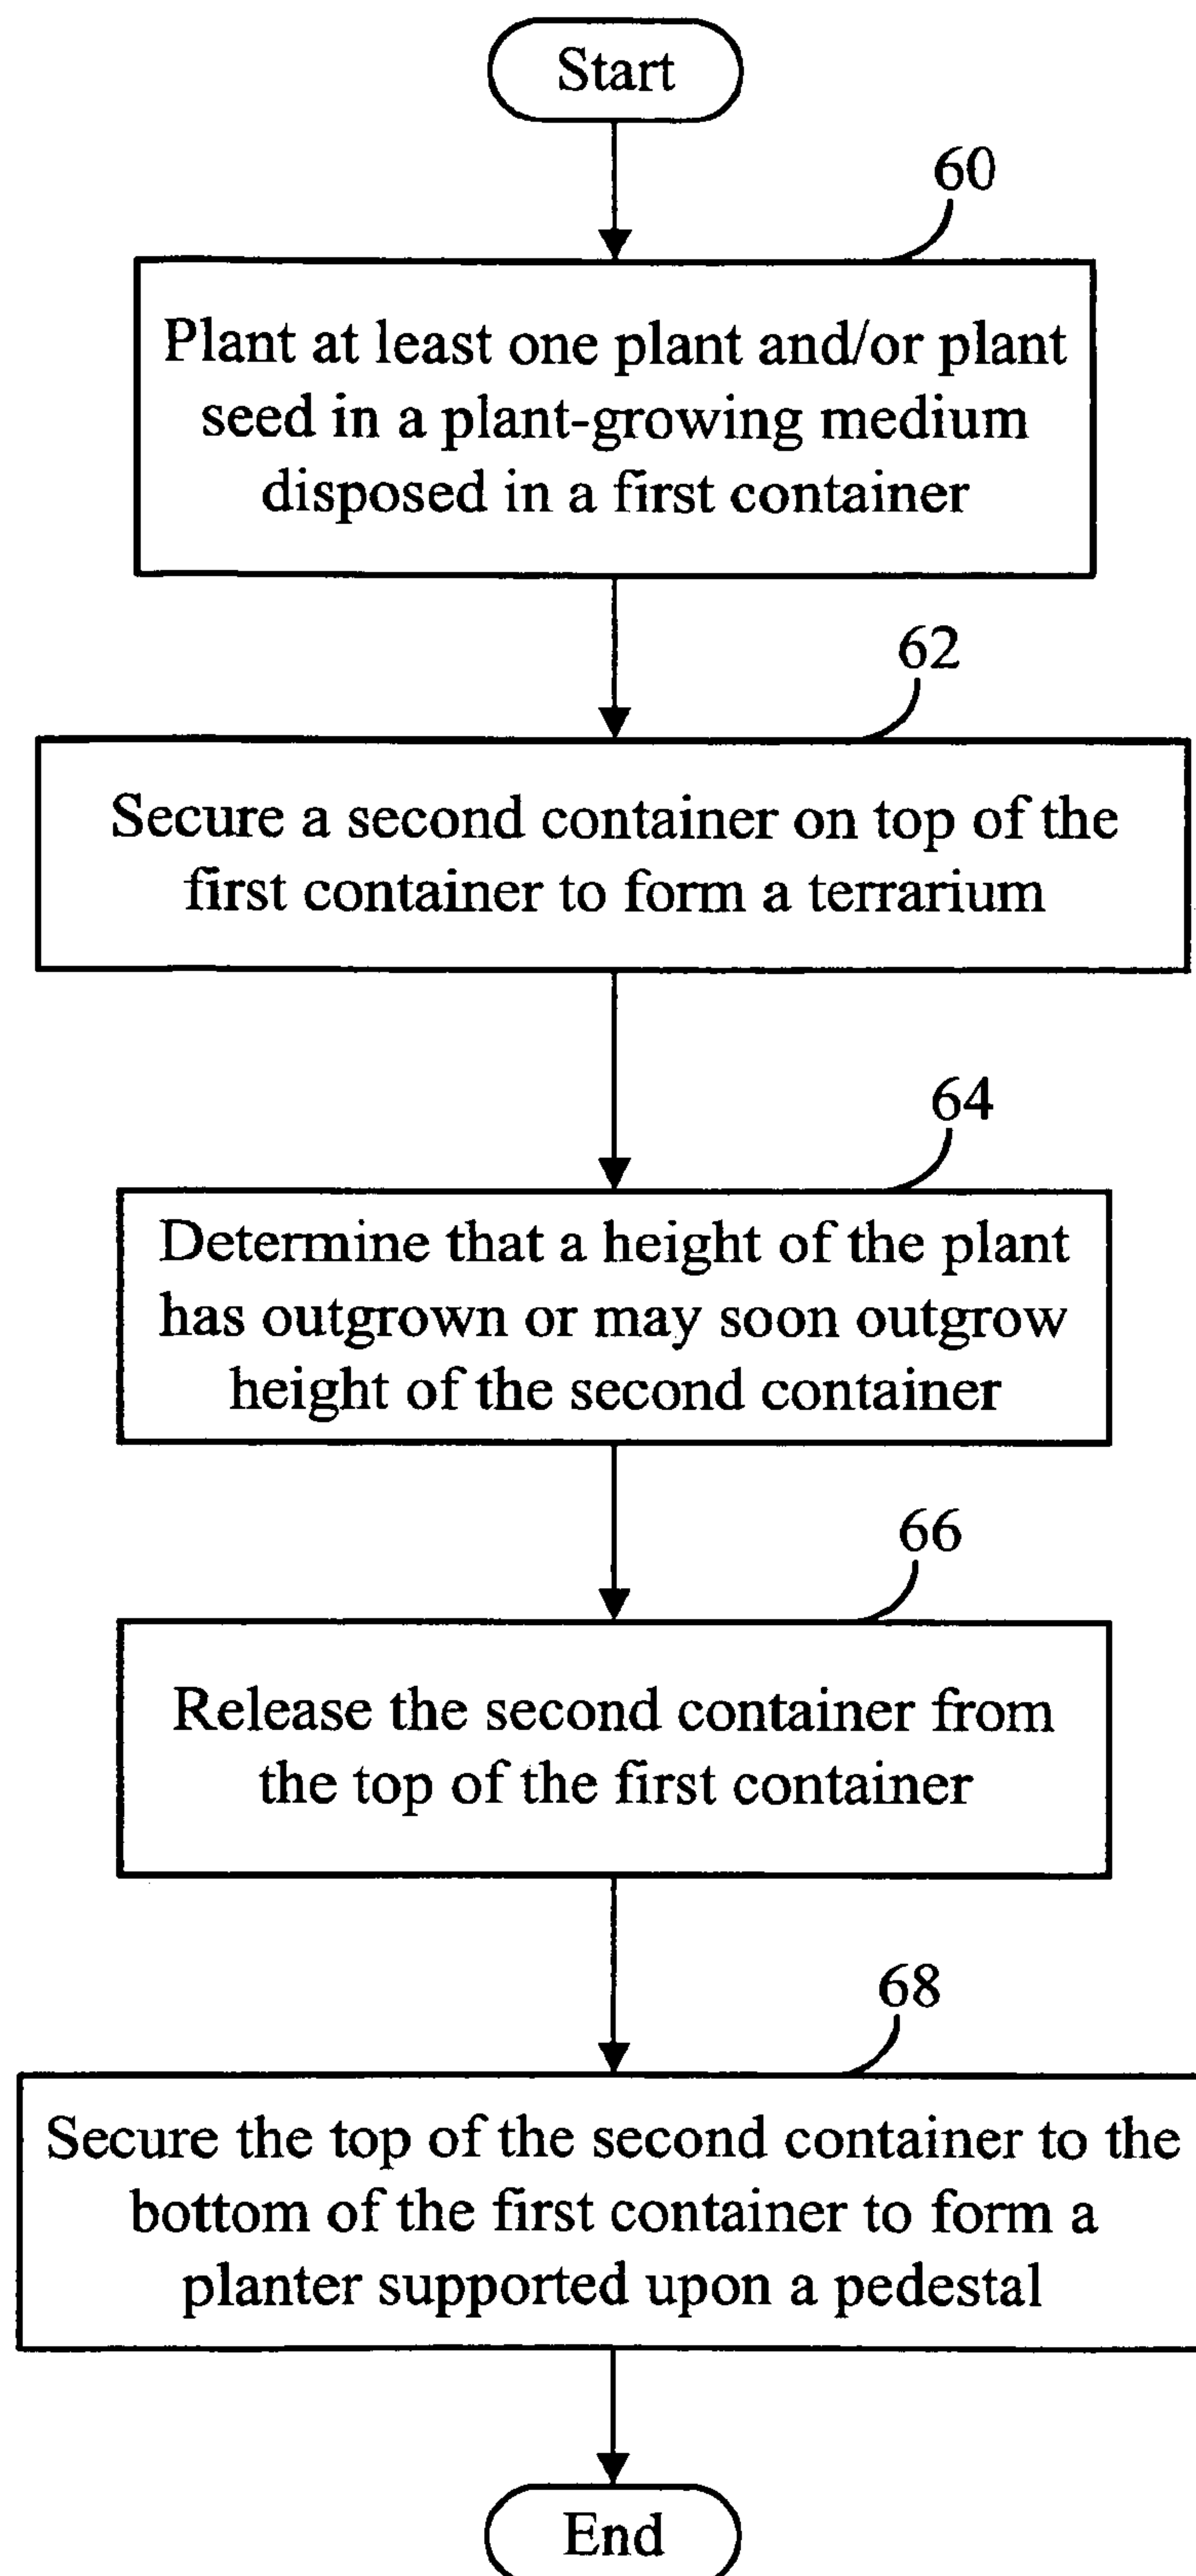 Start
60
Plant at least one plant and/or plant
seed in a plant-growing medium
disposed in a first container
62
Secure a second container on top of the
first container to form a terrarium
64
Determine that a height of the plant
has outgrown or may soon outgrow
height of the second container
66
Release the second container from
the top of the first container
68
Secure the top of the second container to the
bottom of the first container to form a
planter supported upon a pedestal
End